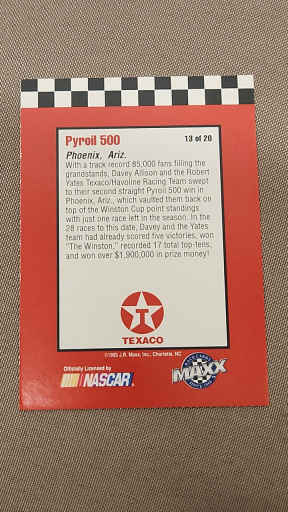 Pyroil 500
13 of 20
Phoenix, Ariz.
With a track record 85,000 fans filling the
grandstands, Davey Allison and the Robert
Yates Texaco/Havoline Racing Team swept
to their second straight Pyroil 500 win in
Phoenix, Ariz., which vaulted them back on
top of the Winston Cup point standings
with just one race left in the season. In the
28 races to this date, Davey and the Yates
team had already scored five victories, won
"The Winston," recorded 17 total top-tens,
and won over $1,900,000 in prize money!
T
TEXACO
©1993 J.R. Maxx, Inc., Charlotte, NC
Officially Licensed by
NASCAR
MAXX